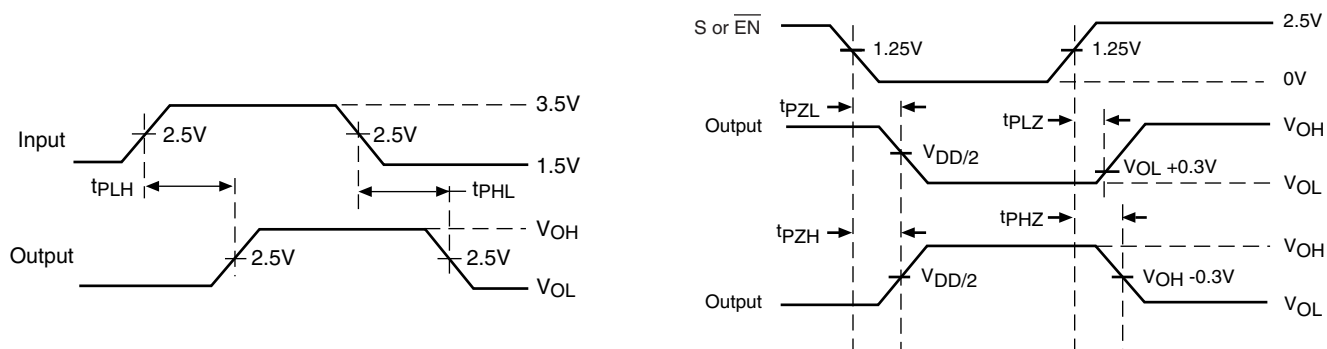 3.5V
Input
2.5V
2.5V
1.5V
tPLH
tPHL
VOH
Output
2.5V
2.5V
VOL
S or EN
2.5V
1.25V
1.25V
0V
tPZL
tPLZ
Output
VOH
VDD/2
VOL +0.3V
VOL
tPZH
tPHZ
VOH
VDD/2
VOH -0.3V
Output
VOL